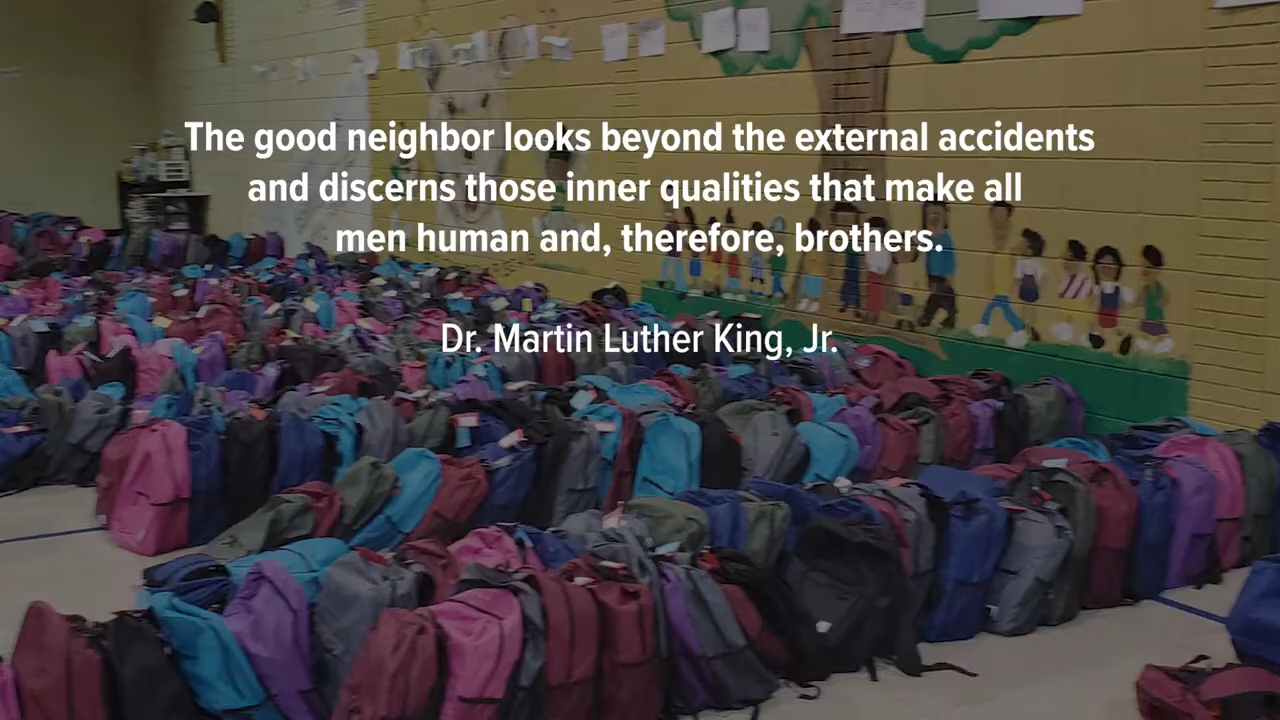 The good neighbor looks beyond the external accidents
and discerns those inner qualities that make all
men human and, therefore, brothers.
Dr. Martin Luther King, Jr.